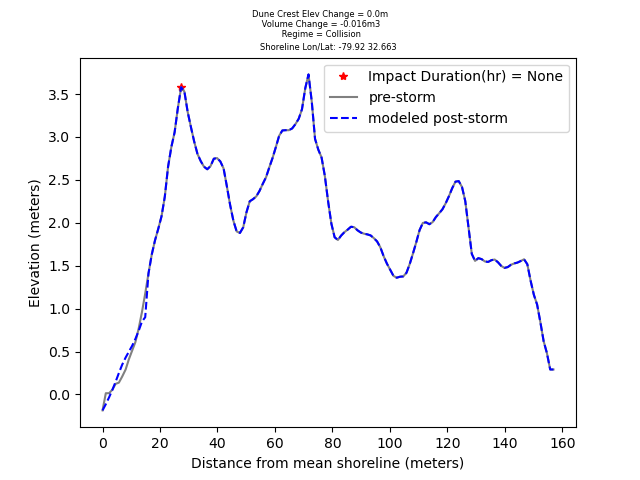 Dune Crest Elev Change = 0.0m
Volume Change = -0.016m3
Regime = Collision
Shoreline Lon/Lat: -79.92 32.663
Impact Duration(hr) = None
pre-storm
modeled post-storm
Elevation (meters)
3.5
3.0
2.5
2.0
1.5
1.0
0.5
0.0
0 20 40 60 80 100 120 140 160
Distance from mean shoreline (meters)